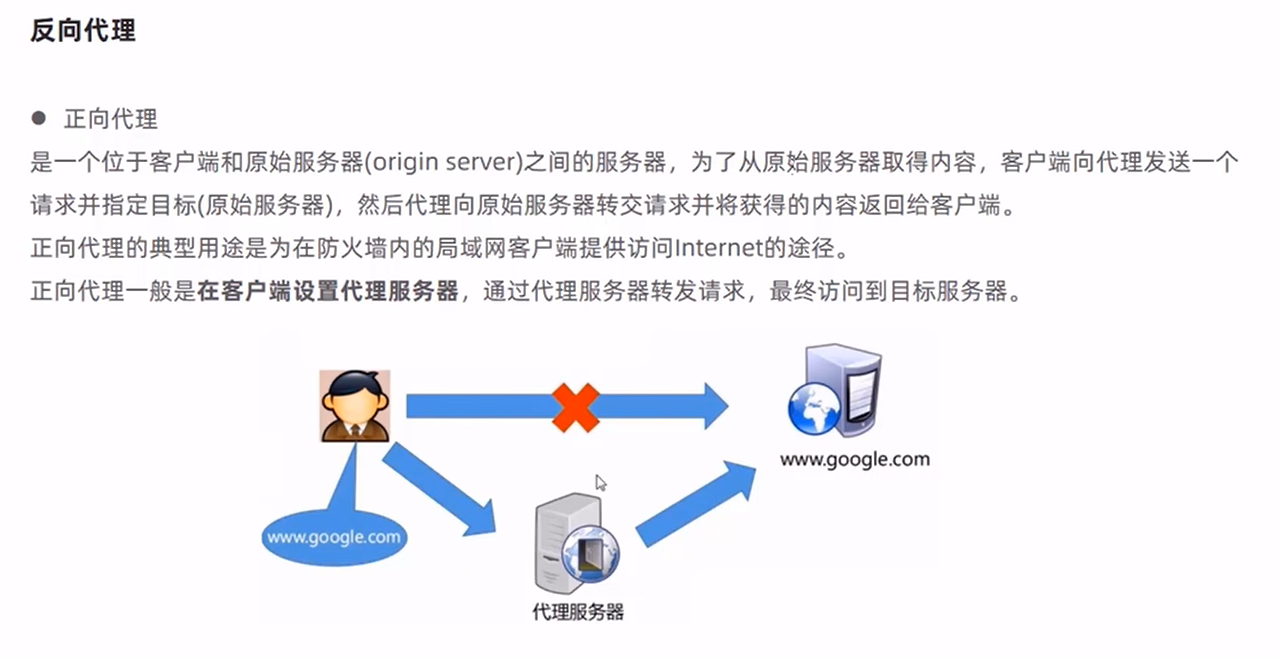 反向代理
● 正向代理
是一个位于客户端和原始服务器(origin server)之间的服务器，为了从原始服务器取得内容，客户端向代理发送一个
请求并指定目标(原始服务器)，然后代理向原始服务器转交请求并将获得的内容返回给客户端。
正向代理的典型用途是为在防火墙内的局域网客户端提供访问Internet的途径。
正向代理一般是在客户端设置代理服务器，通过代理服务器转发请求，最终访问到目标服务器。
www.google.com
www.google.com
代理服务器